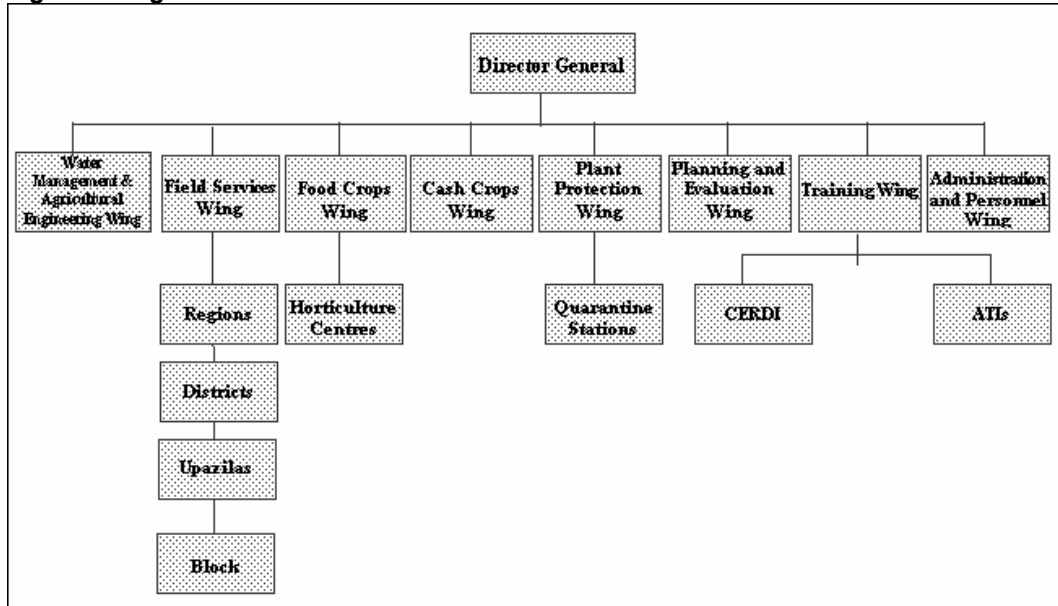 Director General
Water
Management &
Agricultural
Engineering Wing
Field Services
Wing
Food Crops
Wing
Cash Crops
Wing
Plant
Protection
Wing
Planning and
Evaluation
Wing
Training Wing
Administration
and Personnel
Wing
Regions
Horticulture
Centres
Quarantine
Stations
CERDI
ATIs
Districts
Upazilas
Block